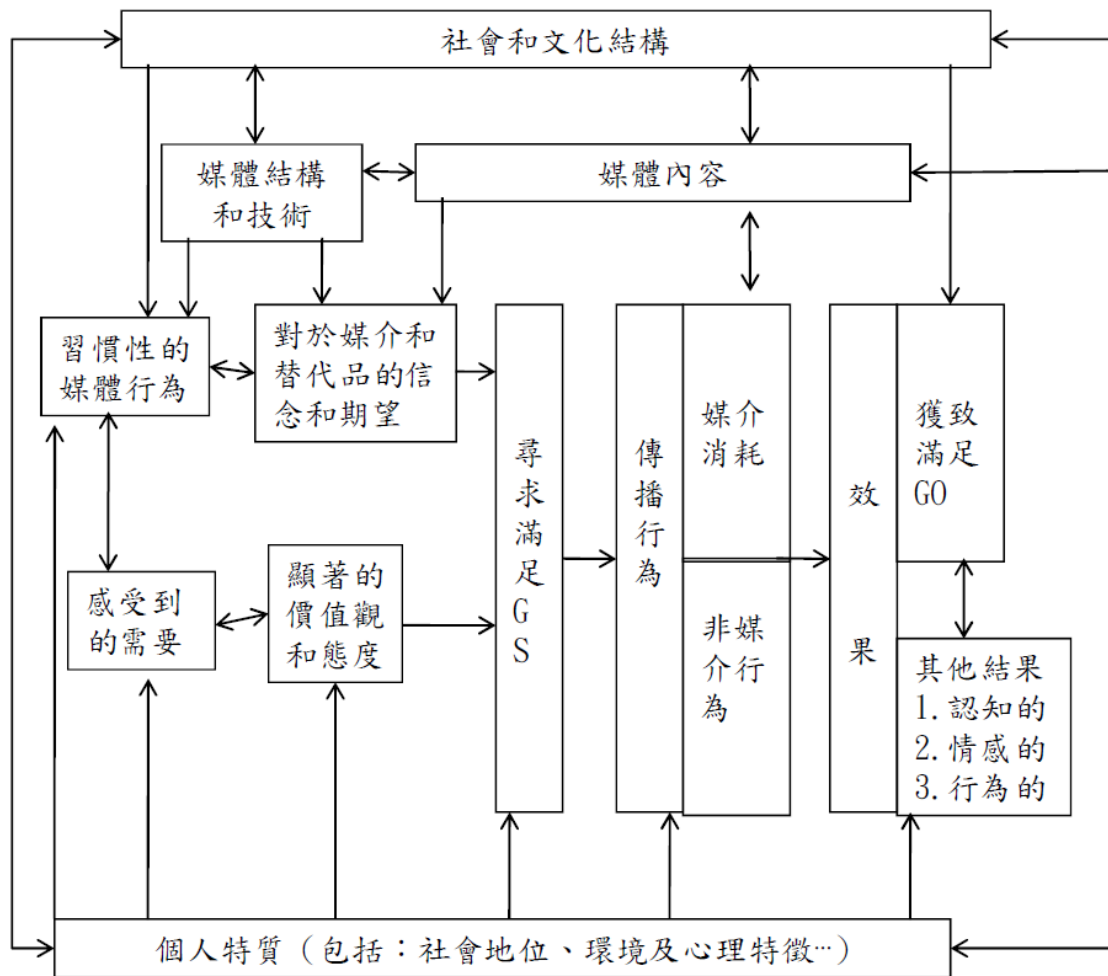 社會和文化結構
媒體結構
和技術
媒體內容
習慣性的
媒體行為
對於媒介和
替代品的信
念和期望
感受到
的需要
顯著的
價值觀
和態度
尋求滿足GS
傳播行為
媒介
消耗
非媒
介行
為
效果
獲致
滿足
GO
其他結果
1.認知的
2.情感的
3.行為的
個人特質（包括：社會地位、環境及心理特徵…）